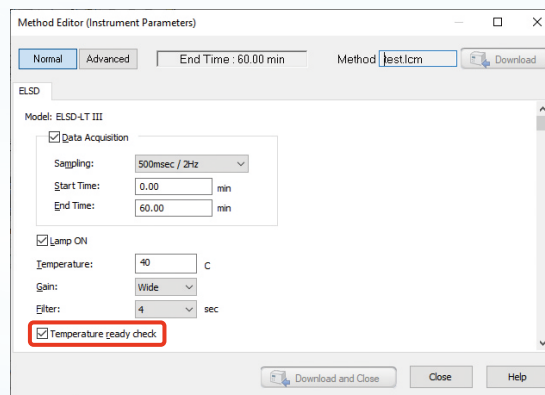 Method Editor (Instrument Parameters)
Normal Advanced End Time : 60.00 min Method test.lcm Download
ELSD
Model: ELSD-LT III
Data Acquisition
Sampling: 500msec / 2Hz
Start Time: 0.00 min
End Time: 60.00 min
Lamp ON
Temperature: 40 C
Gain: Wide
Filter: 4 sec
Temperature ready check
Download and Close Close Help